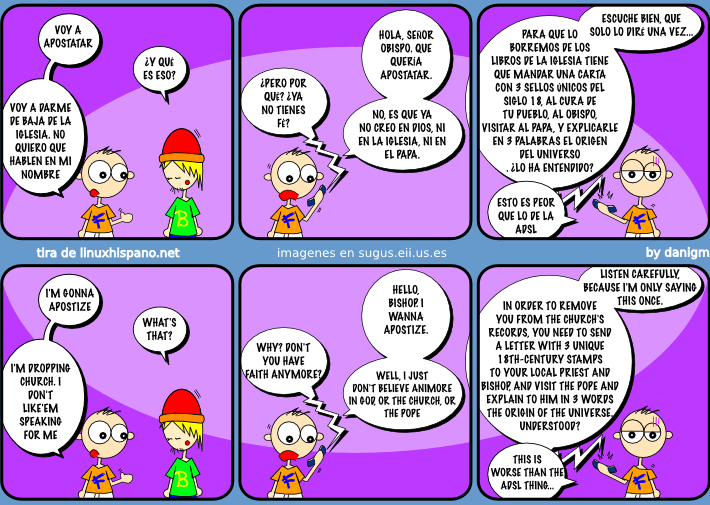 VOY A
APOSTATAR
¿Y QUÉ
ES ESO?
VOY A DARME
DE BAJA DE LA
IGLESIA. NO
QUIERO QUE
HABLEN EN MI
NOMBRE
B
HOLA, SEÑOR
OBISPO. QUE
QUERÍA
APOSTATAR.
¿PERO POR
QUÉ? ¿YA
NO TIENES
FÉ?
NO, ES QUE YA
NO CREO EN DIOS, NI
EN LA IGLESIA, NI EN
EL PAPA.
ESCUCHE BIEN, QUE
SOLO LO DIRÉ UNA VEZ...
PARA QUE LO
BORREMOS DE LOS
LIBROS DE LA IGLESIA TIENE
QUE MANDAR UNA CARTA
CON 3 SELLOS ÚNICOS DEL
SIGLO 18, AL CURA DE
TU PUEBLO, AL OBISPO,
VISITAR AL PAPA, Y EXPLICARLE
EN 3 PALABRAS EL ORIGEN
DEL UNIVERSO
. ¿LO HA ENTENDIDO?
ESTO ES PEOR
QUE LO DE LA
ADSL
tira de linuxhispano.net
imagenes en sugus.eii.us.es
by danigm
I'M GONNA
APOSTIZE
WHAT'S
THAT?
I'M DROPPING
CHURCH. I
DON'T
LIKE'EM
SPEAKING
FOR ME
B
HELLO,
BISHOP. I
WANNA
APOSTIZE.
WHY? DON'T
YOU HAVE
FAITH ANYMORE?
WELL, I JUST
DON'T BELIEVE ANIMORE
IN GOD, OR THE CHURCH, OR
THE POPE
LISTEN CAREFULLY,
BECAUSE I'M ONLY SAYING
THIS ONCE.
IN ORDER TO REMOVE
YOU FROM THE CHURCH'S
RECORDS, YOU NEED TO SEND
A LETTER WITH 3 UNIQUE
18TH-CENTURY STAMPS
TO YOUR LOCAL PRIEST AND
BISHOP, AND VISIT THE POPE AND
EXPLAIN TO HIM IN 3 WORDS
THE ORIGIN OF THE UNIVERSE.
UNDERSTOOD?
THIS IS
WORSE THAN THE
ADSL THING...